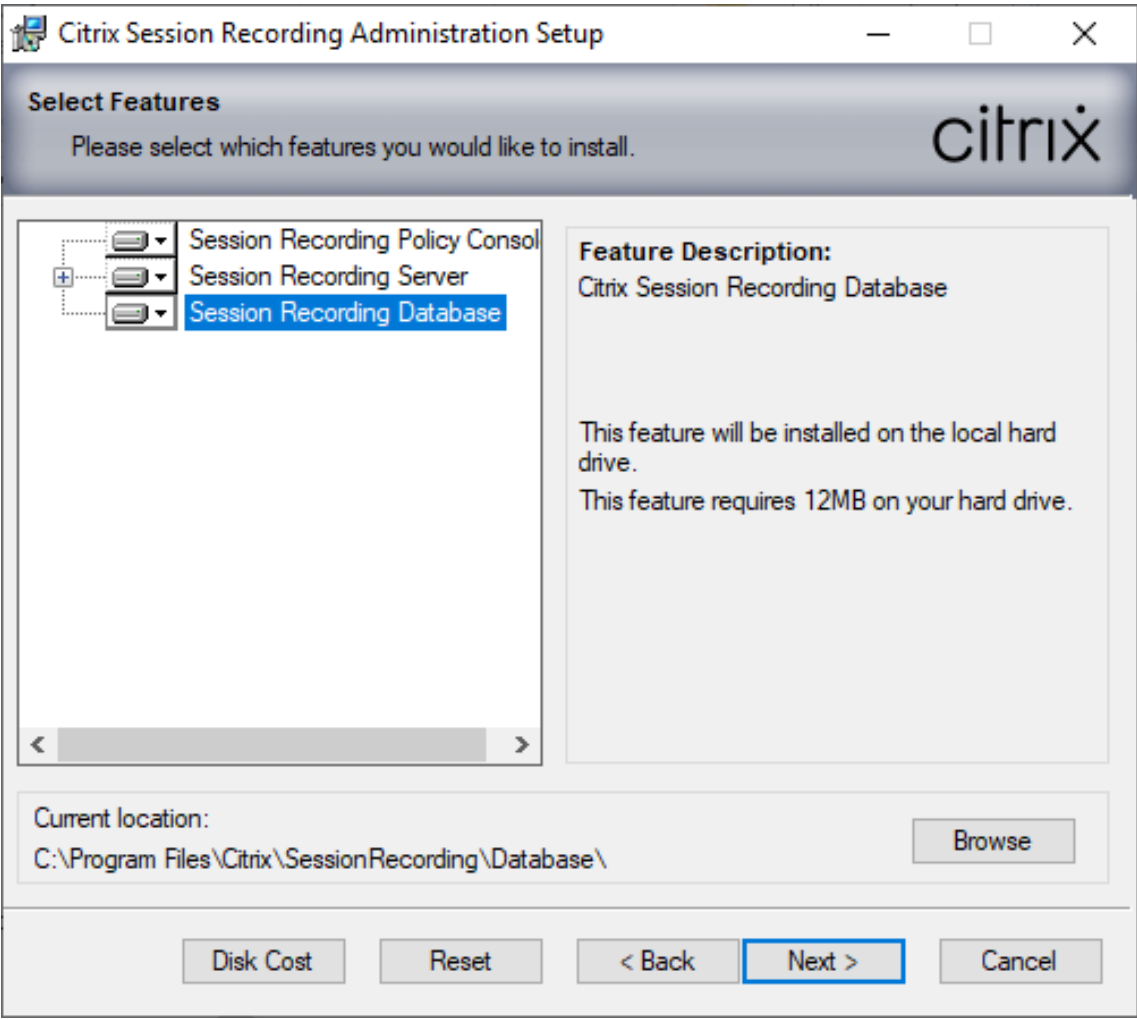 Citrix Session Recording Administration Setup
Select Features
Please select which features you would like to install.
citrix
Session Recording Policy Consol
Session Recording Server
Session Recording Database
Feature Description:
Citrix Session Recording Database
This feature will be installed on the local hard
drive.
This feature requires 12MB on your hard drive.
Current location:
C:\Program Files\Citrix\SessionRecording\Database\
Browse
Disk Cost
Reset
< Back
Next >
Cancel